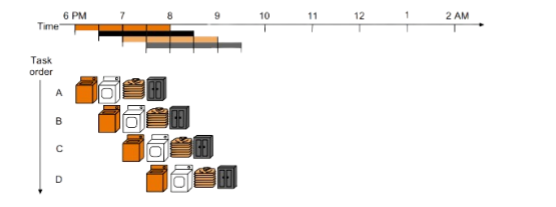 6 PM 7 8 9 10 11 12 1 2 AM
Time
Task
order
A
B
C
D